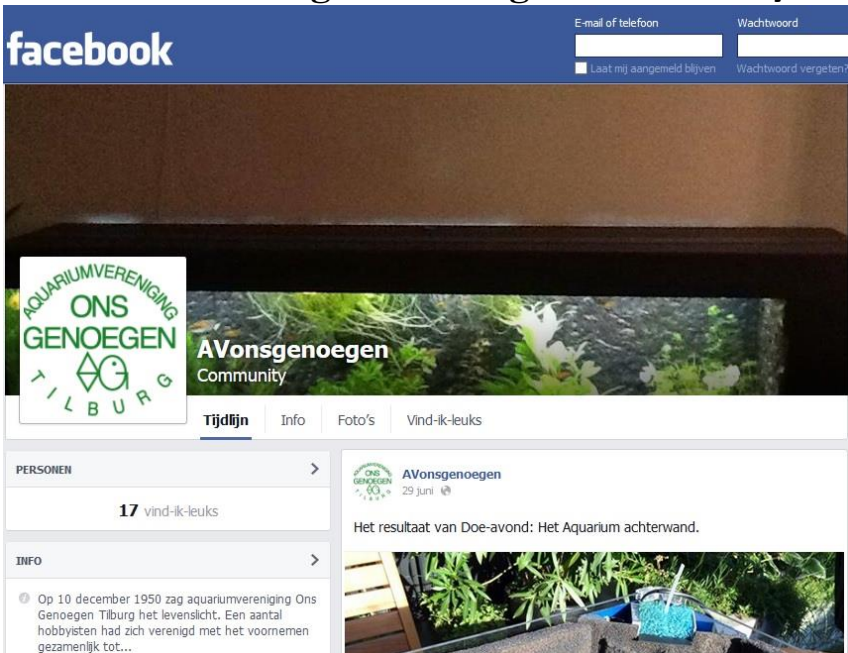 E-mail of telefoon
Wachtwoord
facebook
Laat mij aangemeld blijven
Wachtwoord vergeten?
AQUARIUMVERENIGING
ONS
GENOEGEN
TILBURG
AVonsgenoegen
Community
Tijdlijn
Info
Foto's
Vind-ik-leuks
PERSONEN
17 vind-ik-leuks
INFO
Op 10 december 1950 zag aquariumvereniging Ons
Genoegen Tilburg het levenslicht. Een aantal
hobbyisten had zich verenigd met het voornemen
gezamenlijk tot...
ONS
GENOEGEN
TILBURG
AVonsgenoegen
29 juni
Het resultaat van Doe-avond: Het Aquarium achterwand.